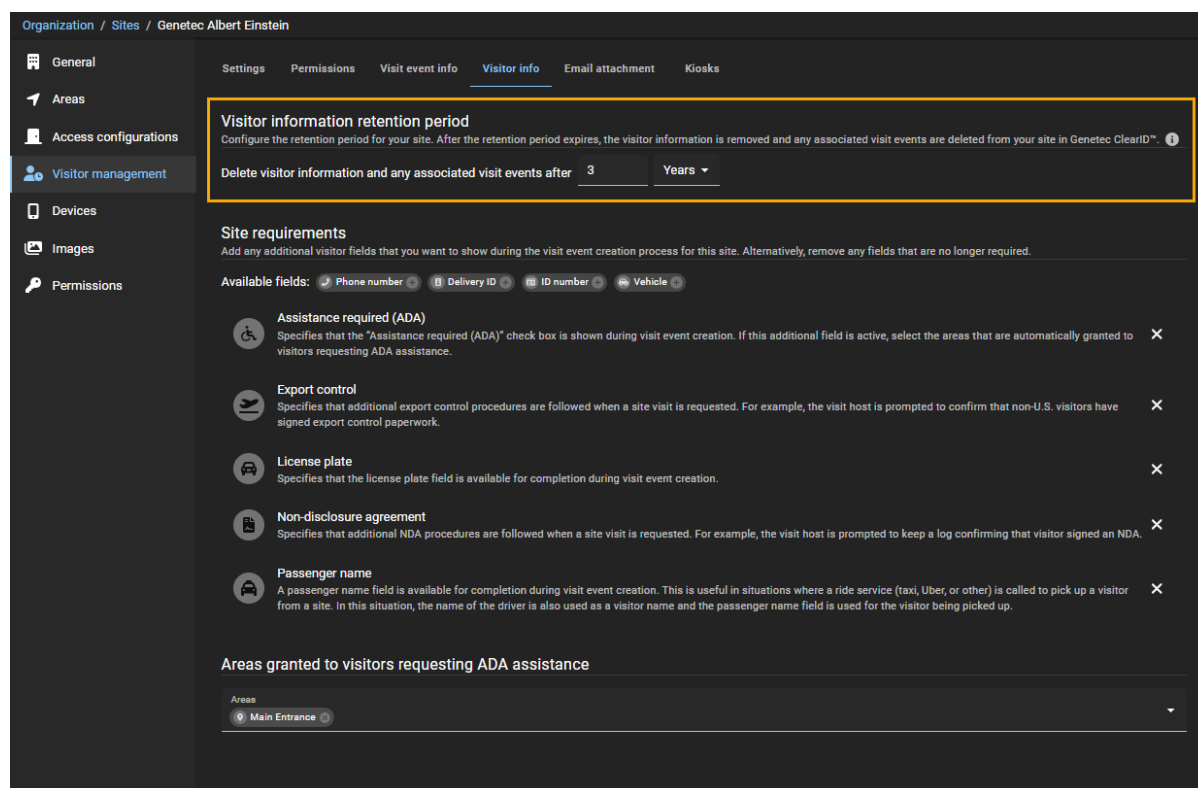 Organization / Sites / Genetec Albert Einstein
General
Areas
Access configurations
Visitor management
Devices
Images
Permissions
Settings Permissions Visit event info Visitor info Email attachment Kiosks
Visitor information retention period
Configure the retention period for your site. After the retention period expires, the visitor information is removed and any associated visit events are deleted from your site in Genetec ClearID™.
Delete visitor information and any associated visit events after 3 Years
Site requirements
Add any additional visitor fields that you want to show during the visit event creation process for this site. Alternatively, remove any fields that are no longer required.
Available fields: Phone number Delivery ID ID number Vehicle
Assistance required (ADA)
Specifies that the "Assistance required (ADA)" check box is shown during visit event creation. If this additional field is active, select the areas that are automatically granted to
visitors requesting ADA assistance.
Export control
Specifies that additional export control procedures are followed when a site visit is requested. For example, the visit host is prompted to confirm that non-U.S. visitors have
signed export control paperwork.
License plate
Specifies that the license plate field is available for completion during visit event creation.
Non-disclosure agreement
Specifies that additional NDA procedures are followed when a site visit is requested. For example, the visit host is prompted to keep a log confirming that visitor signed an NDA.
Passenger name
A passenger name field is available for completion during visit event creation. This is useful in situations where a ride service (taxi, Uber, or other) is called to pick up a visitor
from a site. In this situation, the name of the driver is also used as a visitor name and the passenger name field is used for the visitor being picked up.
Areas granted to visitors requesting ADA assistance
Areas
Main Entrance